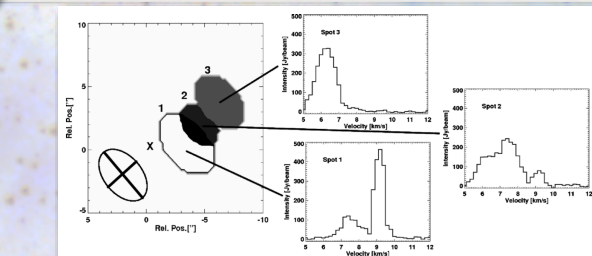 10
5
0
-5
5
0
-5
-10
Rel. Pos.["]
Rel. Pos.["]
1
2
3
X
500
400
300
200
100
0
Intensity [Jy/beam]
Spot 3
5 6 7 8 9 10 11 12
Velocity [km/s]
500
400
300
200
100
0
Intensity [Jy/beam]
Spot 1
5 6 7 8 9 10 11 12
Velocity [km/s]
500
400
300
200
100
0
Intensity [Jy/beam]
Spot 2
5 6 7 8 9 10 11 12
Velocity [km/s]